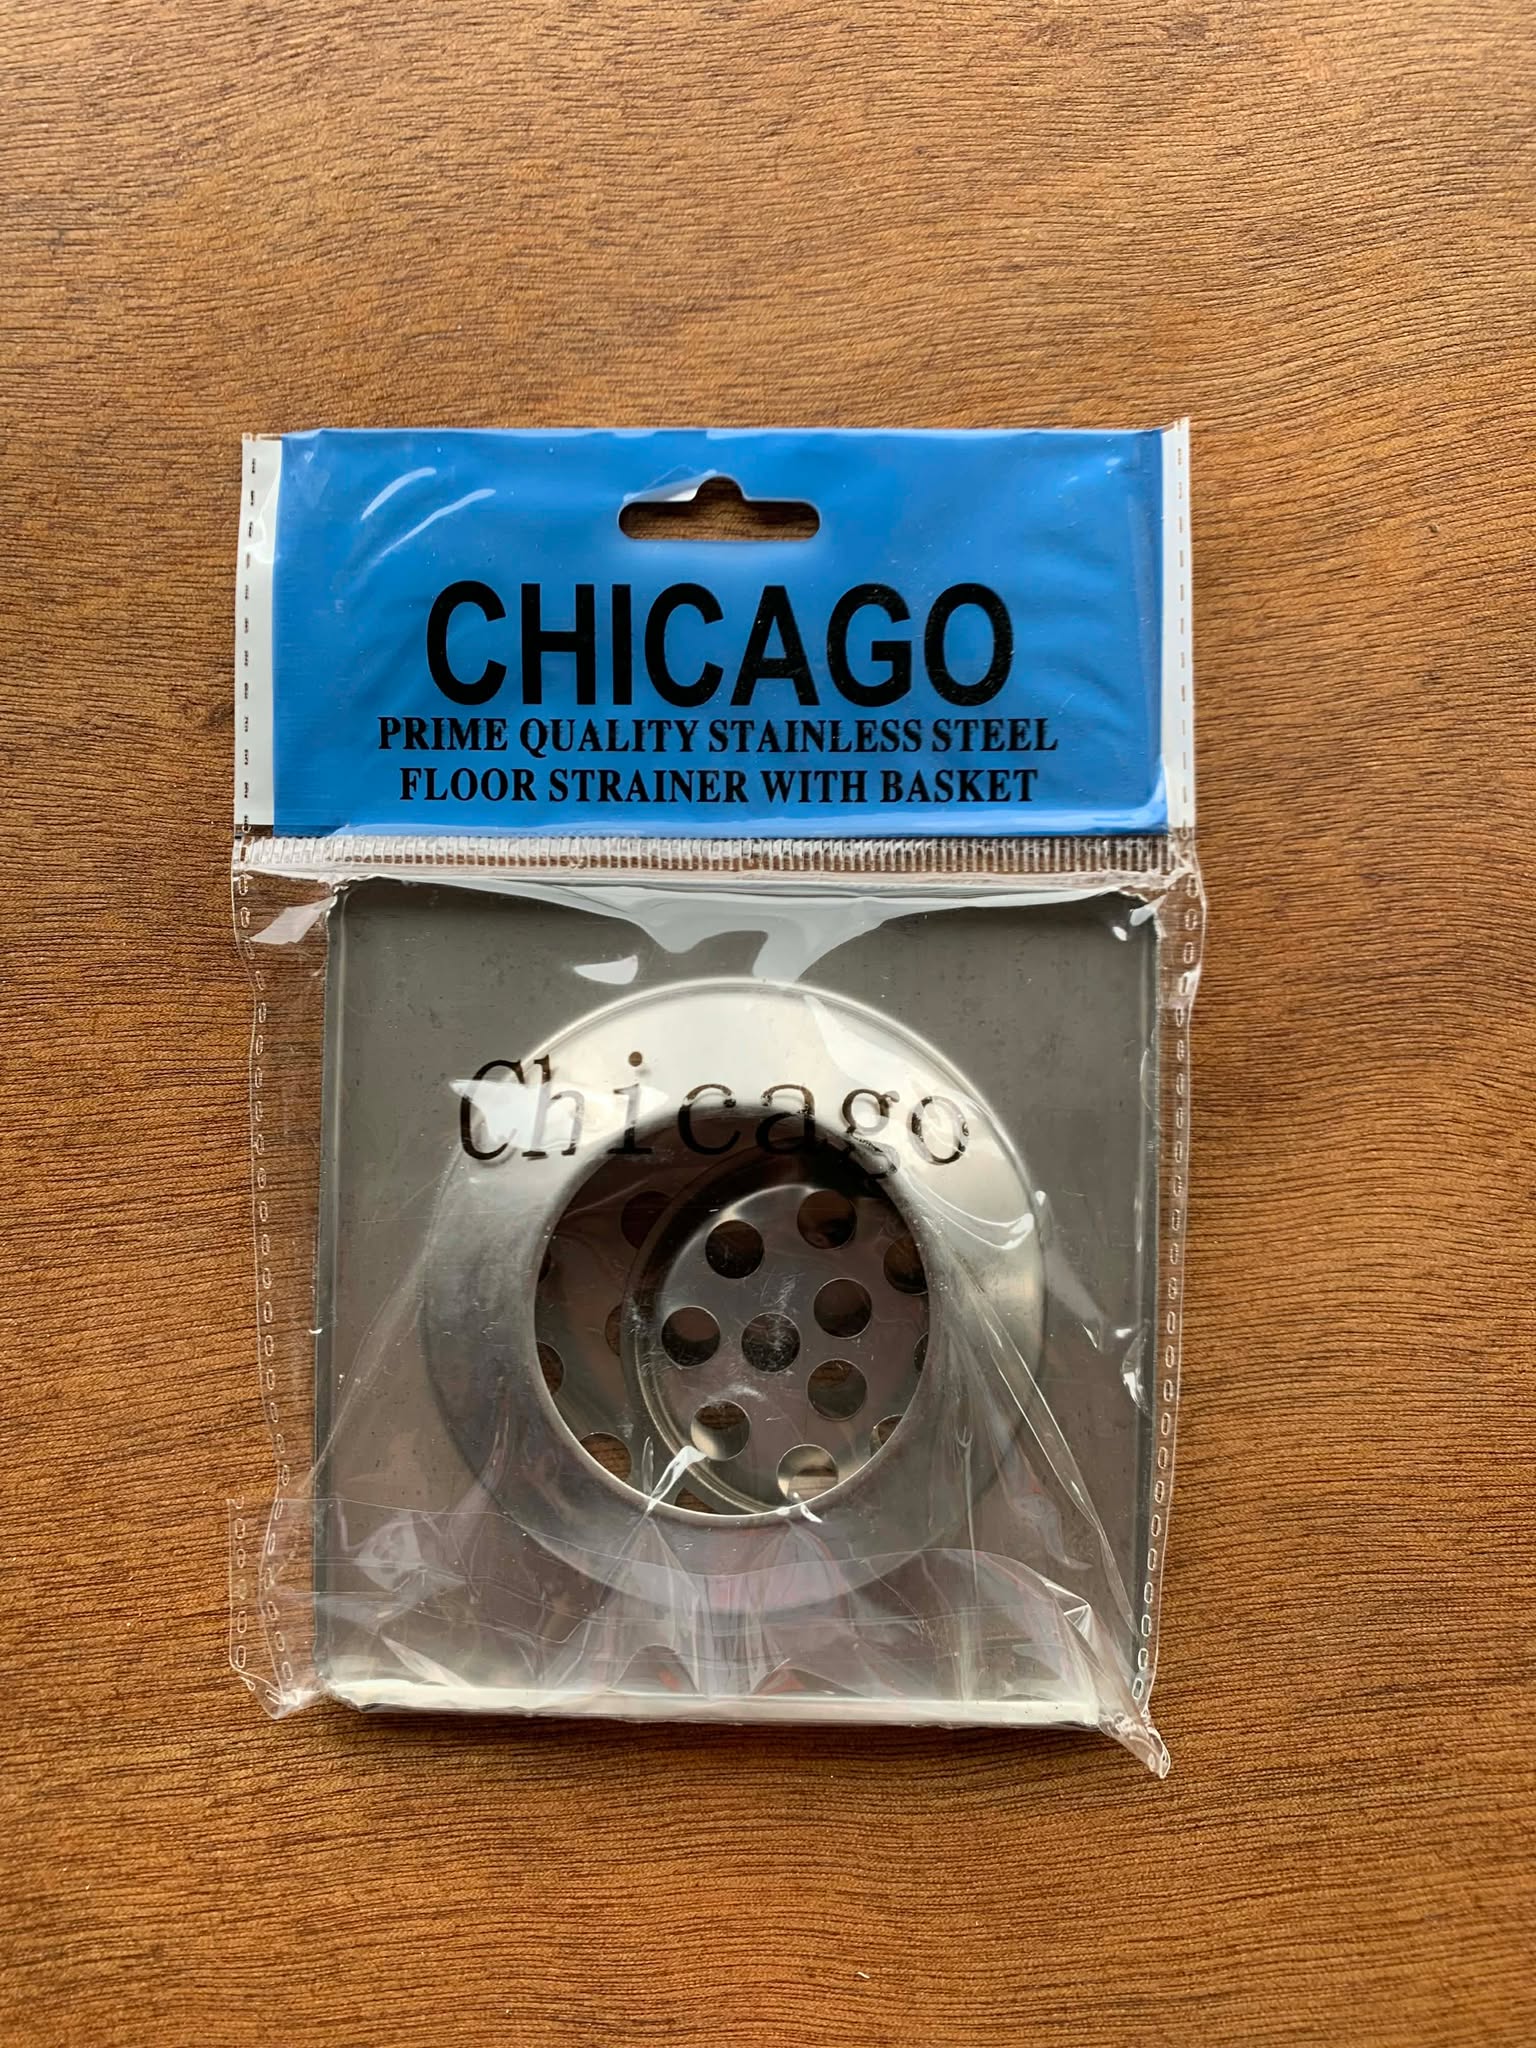 CHICAGO
PRIME QUALITY STAINLESS STEEL
FLOOR STRAINER WITH BASKET
Chicago